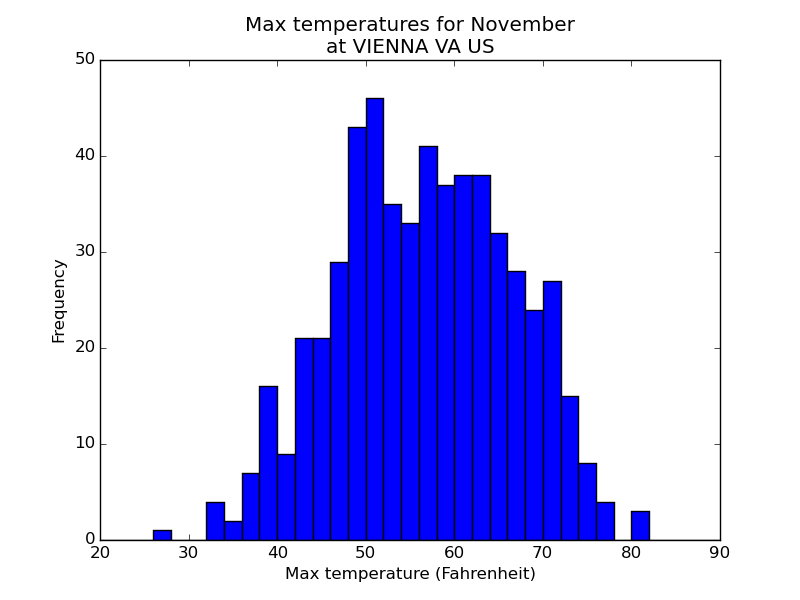 Max temperatures for November
at VIENNA VA US
50
40
30
20
10
0
Frequency
20 30 40 50 60 70 80 90
Max temperature (Fahrenheit)